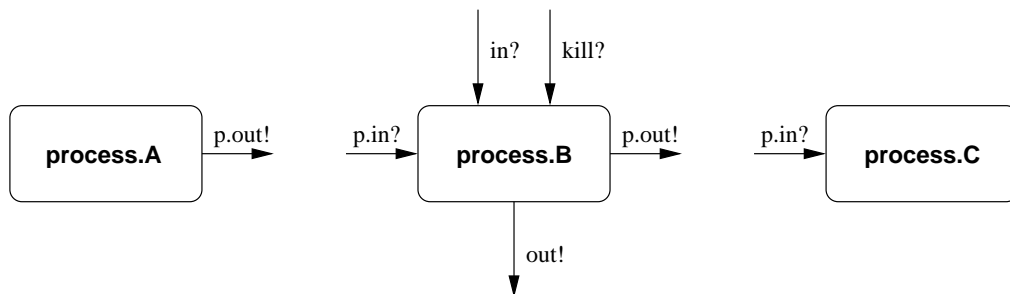 in?
kill?
process.A
p.out!
p.in?
process.B
p.out!
p.in?
process.C
out!